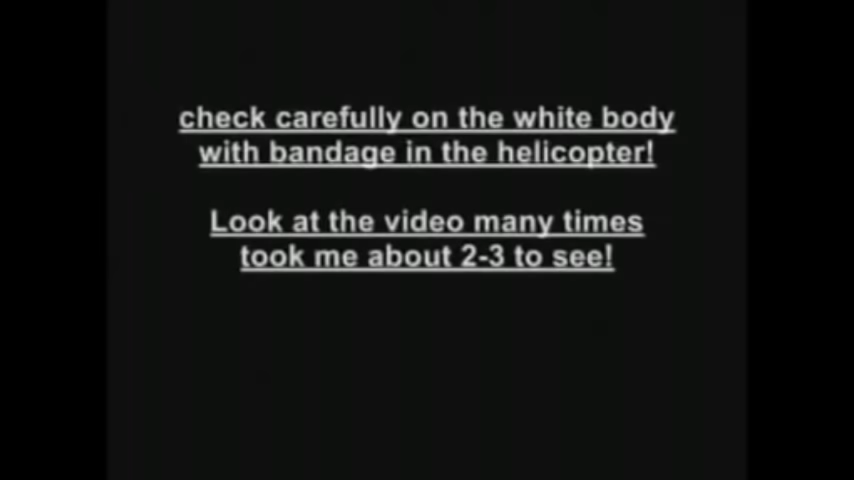 check carefully on the white body
with bandage in the helicopter!
Look at the video many times
took me about 2-3 to see!